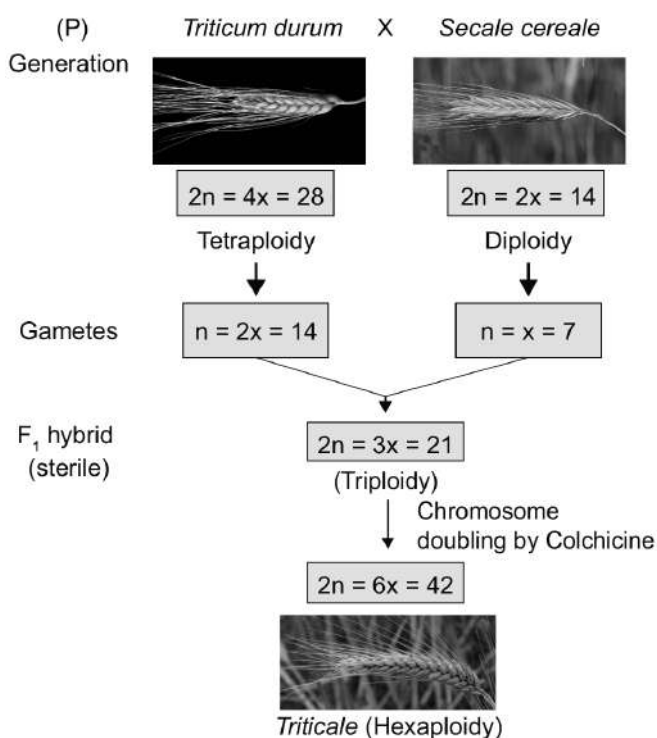 (P)
Generation
Triticum durum X Secale cereale
2n = 4x = 28
2n = 2x = 14
Tetraploidy
Diploidy
Gametes
n = 2x = 14
n = x = 7
F₁ hybrid
(sterile)
2n = 3x = 21
(Triploidy)
Chromosome
doubling by Colchicine
2n = 6x = 42
Triticale (Hexaploidy)